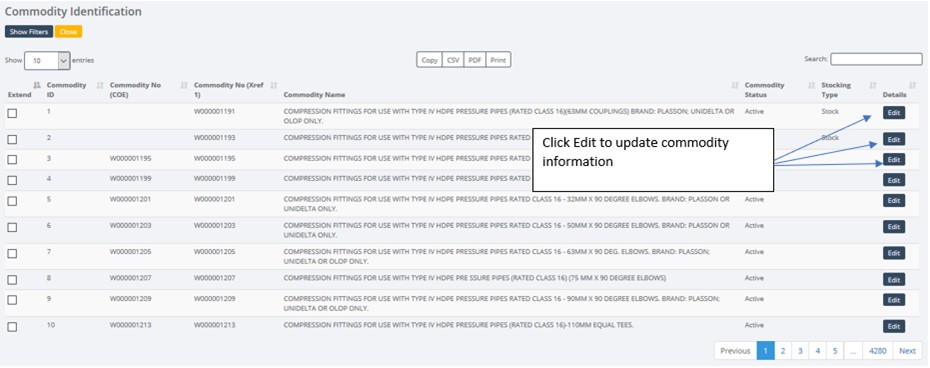 Commodity Identification
Show Filters Close
Show 10 entries Copy CSV PDF Print Search:
Extend Commodity ID Commodity No (COE) Commodity No (Xref 1) Commodity Name Commodity Status Stocking Type Details
1 W000001191 COMPRESSION FITTINGS FOR USE WITH TYPE IV HDPE PRESSURE PIPES (RATED CLASS 16)(63MM COUPLINGS) BRAND: PLASSON; UNIDELTA OR Active Stock Edit
OLOP ONLY.
2 W000001193 COMPRESSION FITTINGS FOR USE WITH TYPE IV HDPE PRESSURE PIPES RATED Stock Edit
Click Edit to update commodity
information
3 W000001195 W000001195 COMPRESSION FITTINGS FOR USE WITH TYPE IV HDPE PRESSURE PIPES RATED Edit
4 W000001199 W000001199 COMPRESSION FITTINGS FOR USE WITH TYPE IV HDPE PRESSURE PIPES RATED Edit
5 W000001201 W000001201 COMPRESSION FITTINGS FOR USE WITH TYPE IV HDPE PRESSURE PIPES RATED CLASS 16 - 32MM X 90 DEGREE ELBOWS. BRAND: PLASSON OR Active Edit
UNIDELTA ONLY.
6 W000001203 W000001203 COMPRESSION FITTINGS FOR USE WITH TYPE IV HDPE PRESSURE PIPES RATED CLASS 16 - 50MM X 90 DEGREE ELBOWS. BRAND: PLASSON OR Active Edit
UNIDELTA ONLY.
7 W000001205 W000001205 COMPRESSION FITTINGS FOR USE WITH TYPE IV HDPE PRESSURE PIPES RATED CLASS 16 - 63MM X 90 DEG. ELBOWS. BRAND: PLASSON; Active Edit
UNIDELTA OR OLOP ONLY.
8 W000001207 W000001207 COMPRESSION FITTINGS FOR USE WITH TYPE IV HDPE PRE SSURE PIPES (RATED CLASS 16) (75 MM X 90 DEGREE ELBOWS) Active Edit
9 W000001209 W000001209 COMPRESSION FITTINGS FOR USE WITH TYPE IV HDPE PRESSURE PIPES RATED CLASS 16 - 90MM X 90 DEGREE ELBOWS. BRAND: PLASSON; Active Edit
UNIDELTA OR OLOP ONLY.
10 W000001213 W000001213 COMPRESSION FITTINGS FOR USE WITH TYPE IV HDPE PRESSURE PIPES (RATED CLASS 16)-110MM EQUAL TEES. Active Edit
Previous 1 2 3 4 5 ... 4280 Next